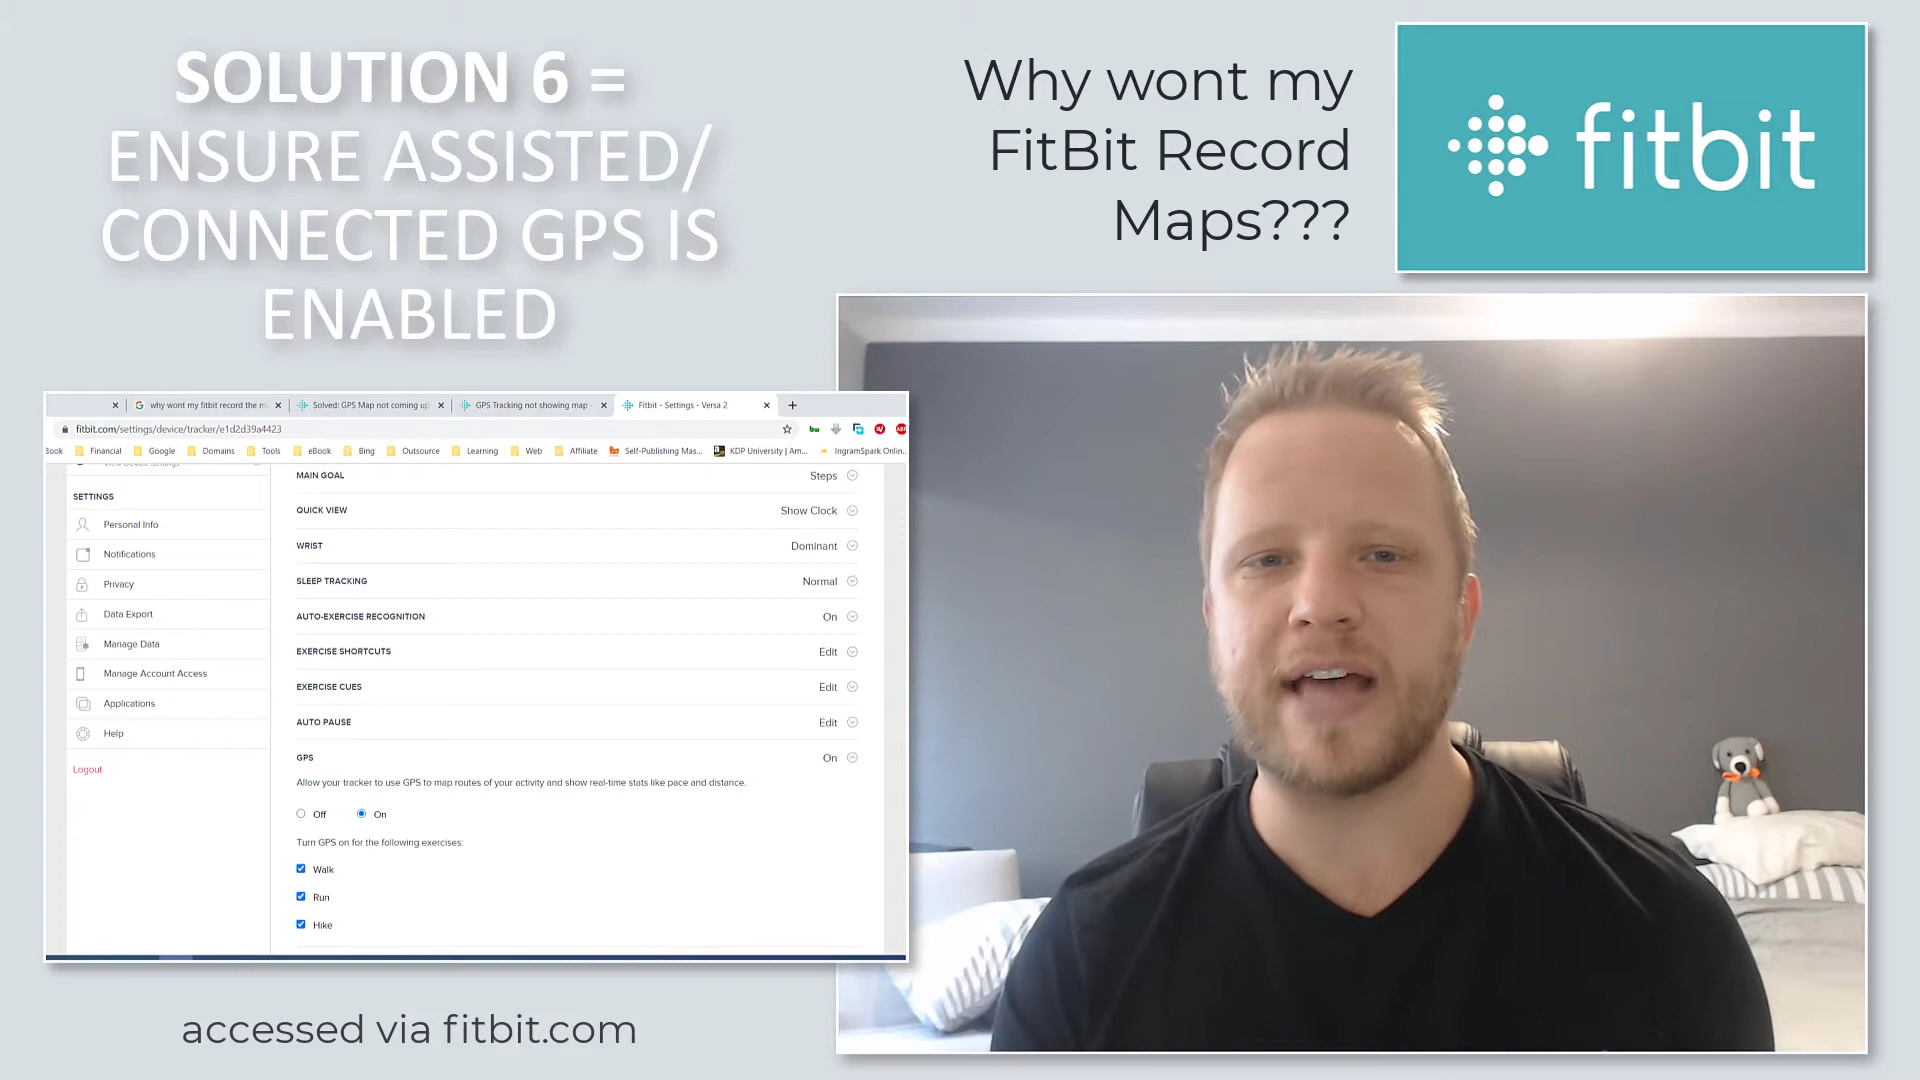 SOLUTION 6 =
ENSURE ASSISTED/
CONNECTED GPS IS
ENABLED
Why wont my
FitBit Record
Maps???
fitbit
why wont my fitbit record the m
Solved: GPS Map not coming up
GPS Tracking not showing map -
Fitbit - Settings - Versa 2
fitbit.com/settings/device/tracker/e1d2d39a4423
Book Financial Google Domains Tools eBook Bing Outsource Learning Web Affiliate Self-Publishing Mas... KDP University | Am... IngramSpark Onlin...
SETTINGS
Personal Info
Notifications
Privacy
Data Export
Manage Data
Manage Account Access
Applications
Help
Logout
MAIN GOAL Steps
QUICK VIEW Show Clock
WRIST Dominant
SLEEP TRACKING Normal
AUTO-EXERCISE RECOGNITION On
EXERCISE SHORTCUTS Edit
EXERCISE CUES Edit
AUTO PAUSE Edit
GPS On
Allow your tracker to use GPS to map routes of your activity and show real-time stats like pace and distance.
Off On
Turn GPS on for the following exercises:
Walk
Run
Hike
accessed via fitbit.com